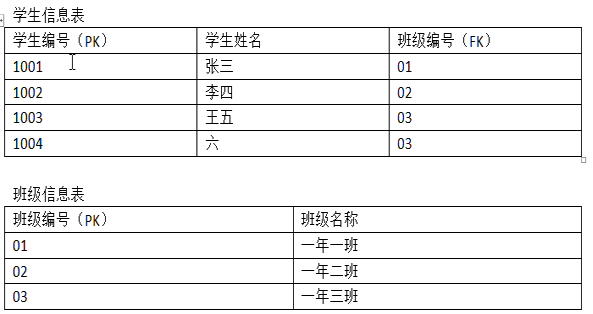 学生信息表
学生编号（PK） 学生姓名 班级编号（FK）
1001 张三 01
1002 李四 02
1003 王五 03
1004 六 03
班级信息表
班级编号（PK） 班级名称
01 一年一班
02 一年二班
03 一年三班